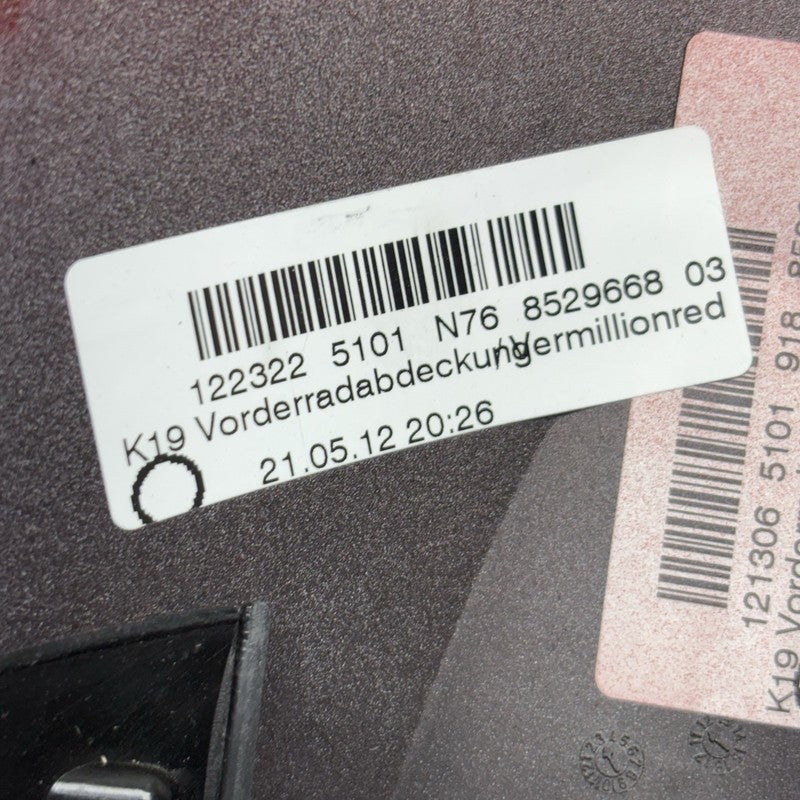 122322 5101 N76 8529668 03
K19 Vorderradabdeckung/Vermillionred
21.05.12 20:26
121306 5101 918
K19